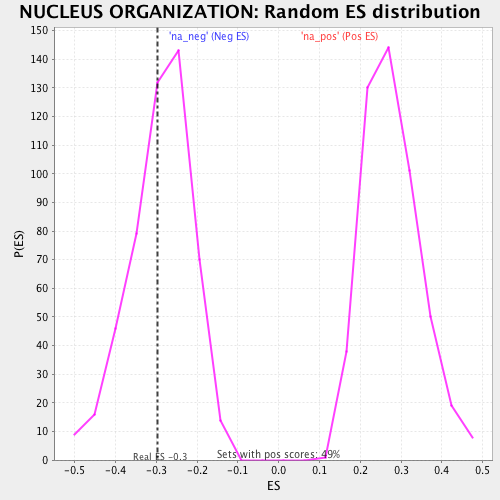 NUCLEUS ORGANIZATION: Random ES distribution
'na_neg' (Neg ES) 'na_pos' (Pos ES)
150
140
130
120
110
100
90
80
70
60
50
40
30
20
10
0
P(ES)
Real ES -0.3 Sets with pos scores: 49%
-0.5 -0.4 -0.3 -0.2 -0.1 0.0 0.1 0.2 0.3 0.4 0.5
ES